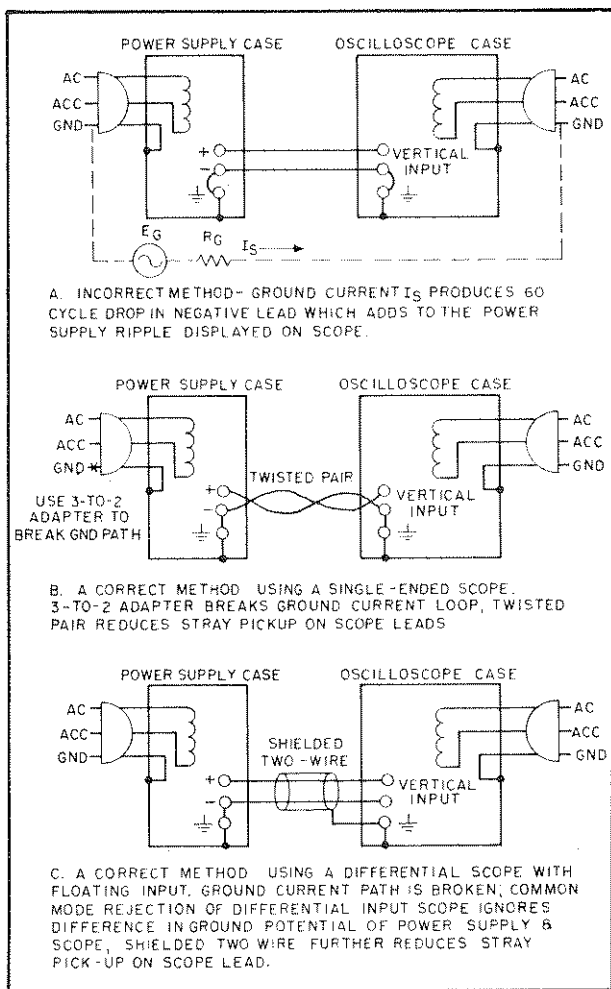 POWER SUPPLY CASE OSCILLOSCOPE CASE
AC AC
ACC ACC
GND GND
+ VERTICAL
- INPUT
EG RG IS
A. INCORRECT METHOD- GROUND CURRENT IS PRODUCES 60
CYCLE DROP IN NEGATIVE LEAD WHICH ADDS TO THE POWER
SUPPLY RIPPLE DISPLAYED ON SCOPE.
POWER SUPPLY CASE OSCILLOSCOPE CASE
AC AC
ACC ACC
GND GND
TWISTED PAIR
USE 3-TO-2
ADAPTER TO
BREAK GND PATH
+ VERTICAL
- INPUT
B. A CORRECT METHOD USING A SINGLE-ENDED SCOPE.
3-TO-2 ADAPTER BREAKS GROUND CURRENT LOOP, TWISTED
PAIR REDUCES STRAY PICKUP ON SCOPE LEADS
POWER SUPPLY CASE OSCILLOSCOPE CASE
AC AC
ACC ACC
GND GND
SHIELDED
TWO-WIRE
+ VERTICAL
- INPUT
C. A CORRECT METHOD USING A DIFFERENTIAL SCOPE WITH
FLOATING INPUT. GROUND CURRENT PATH IS BROKEN; COMMON
MODE REJECTION OF DIFFERENTIAL INPUT SCOPE IGNORES
DIFFERENCE IN GROUND POTENTIAL OF POWER SUPPLY &
SCOPE, SHIELDED TWO WIRE FURTHER REDUCES STRAY
PICK-UP ON SCOPE LEAD.